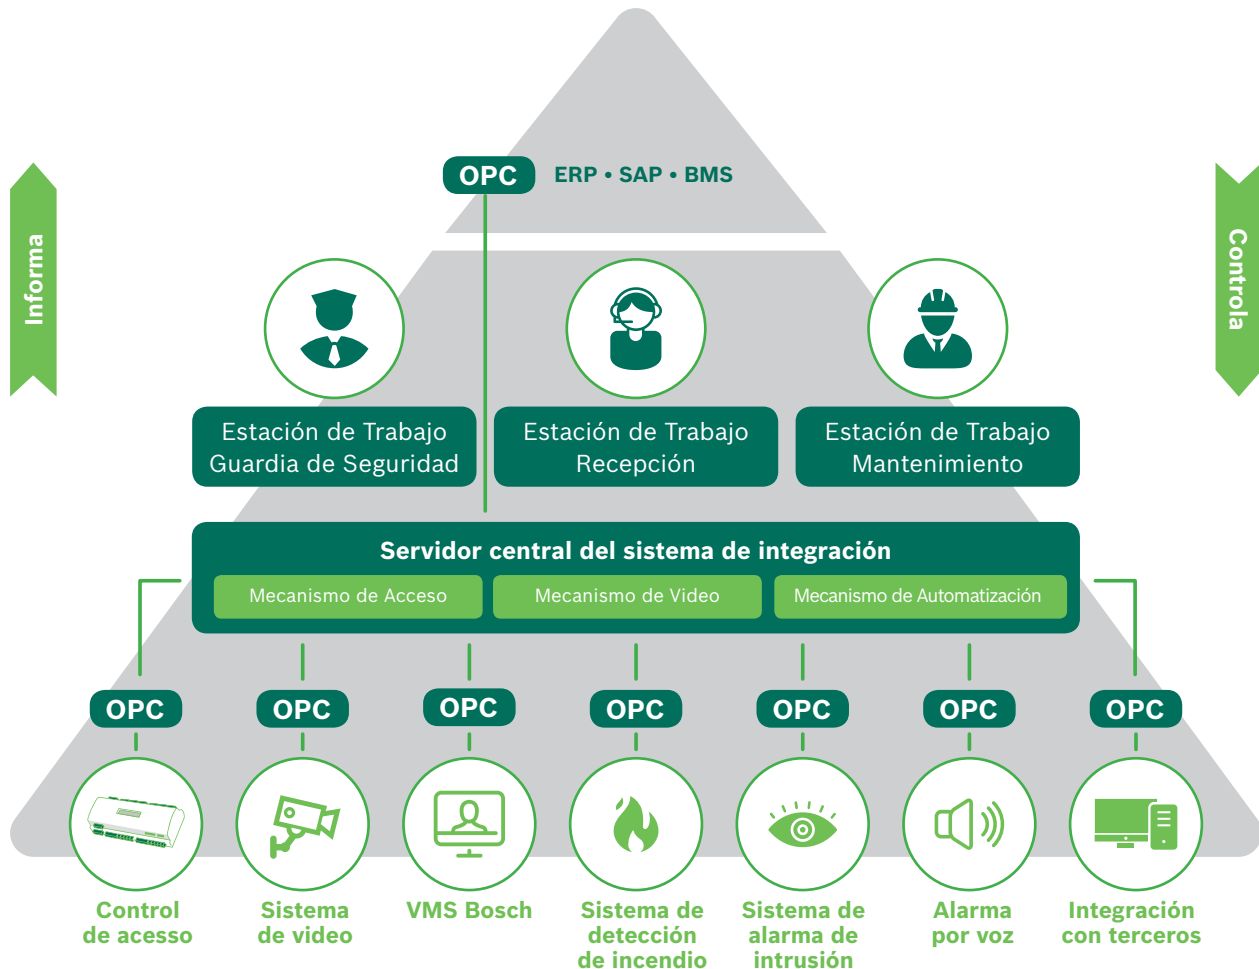 OPC
ERP • SAP • BMS
Informa
Controla
Estación de Trabajo
Guardia de Seguridad
Estación de Trabajo
Recepción
Estación de Trabajo
Mantenimiento
Servidor central del sistema de integración
Mecanismo de Acceso
Mecanismo de Video
Mecanismo de Automatización
OPC
OPC
OPC
OPC
OPC
OPC
OPC
Control
de acesso
Sistema
de video
VMS Bosch
Sistema de
detección
de incendio
Sistema de
alarma de
intrusión
Alarma
por voz
Integración
con terceros